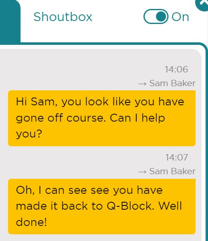 Shoutbox On
14:06
→ Sam Baker
Hi Sam, you look like you have
gone off course. Can I help
you?
14:07
→ Sam Baker
Oh, I can see see you have
made it back to Q-Block. Well
done!